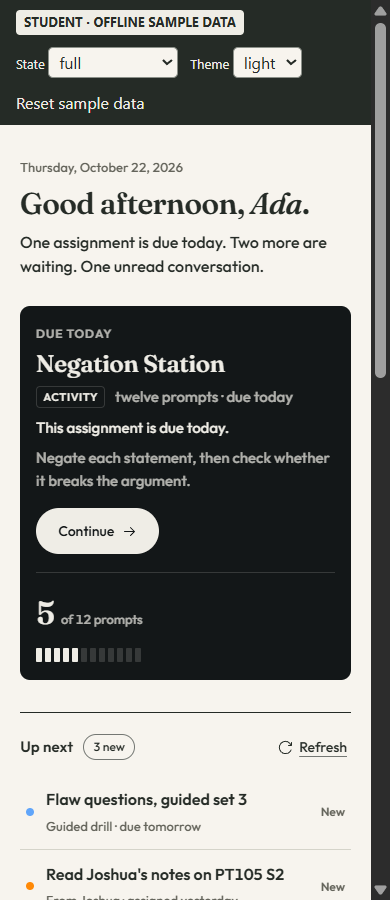 STUDENT · OFFLINE SAMPLE DATA
State full Theme light
Reset sample data
Thursday, October 22, 2026
Good afternoon, Ada.
One assignment is due today. Two more are
waiting. One unread conversation.
DUE TODAY
Negation Station
ACTIVITY twelve prompts · due today
This assignment is due today.
Negate each statement, then check whether
it breaks the argument.
Continue →
5 of 12 prompts
Up next 3 new Refresh
Flaw questions, guided set 3
Guided drill · due tomorrow
New
Read Joshua's notes on PT105 S2
New
From Joshua · assigned yesterday